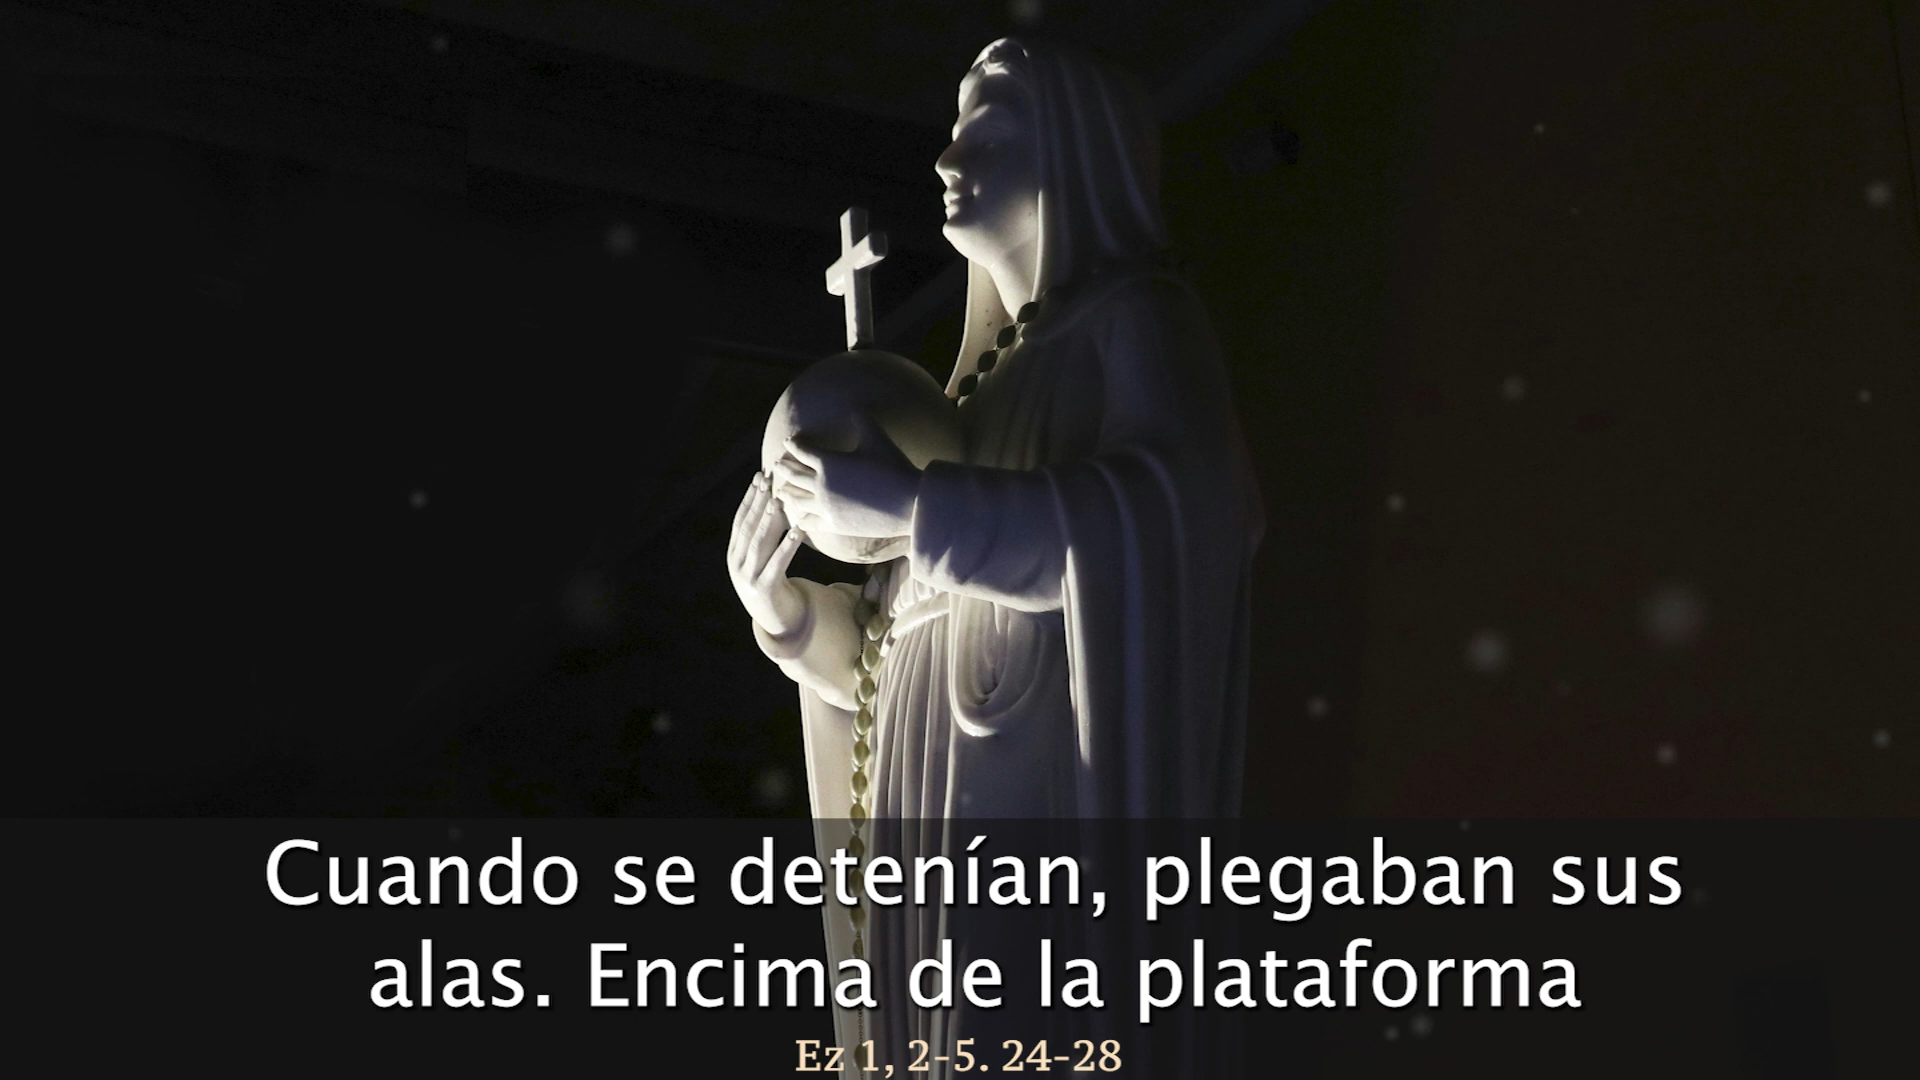 Cuando se detenían, plegaban sus
alas. Encima de la plataforma
Ez 1, 2-5. 24-28